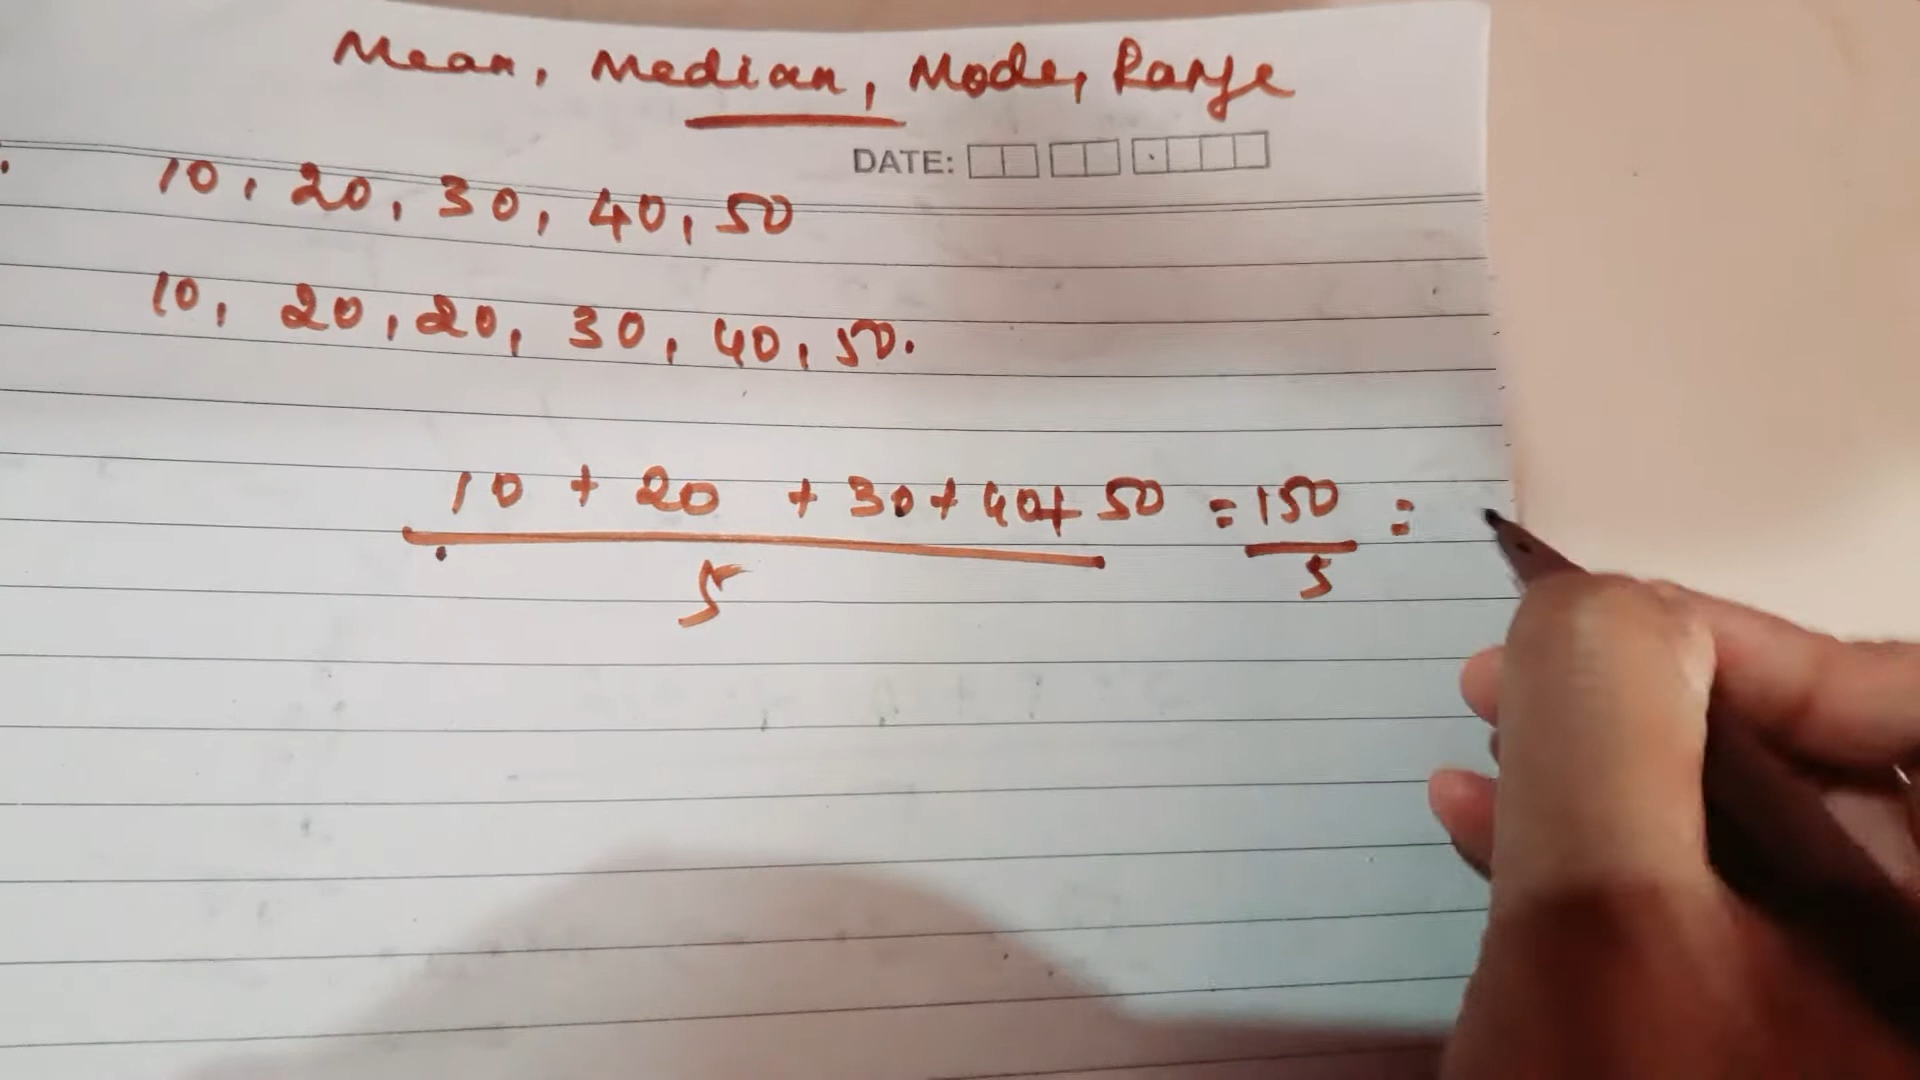 Mean, Median, Mode, Range
DATE:
10, 20, 30, 40, 50
10, 20, 20, 30, 40, 50.
10 + 20 + 30 + 40 + 50 = 150 =
5 5